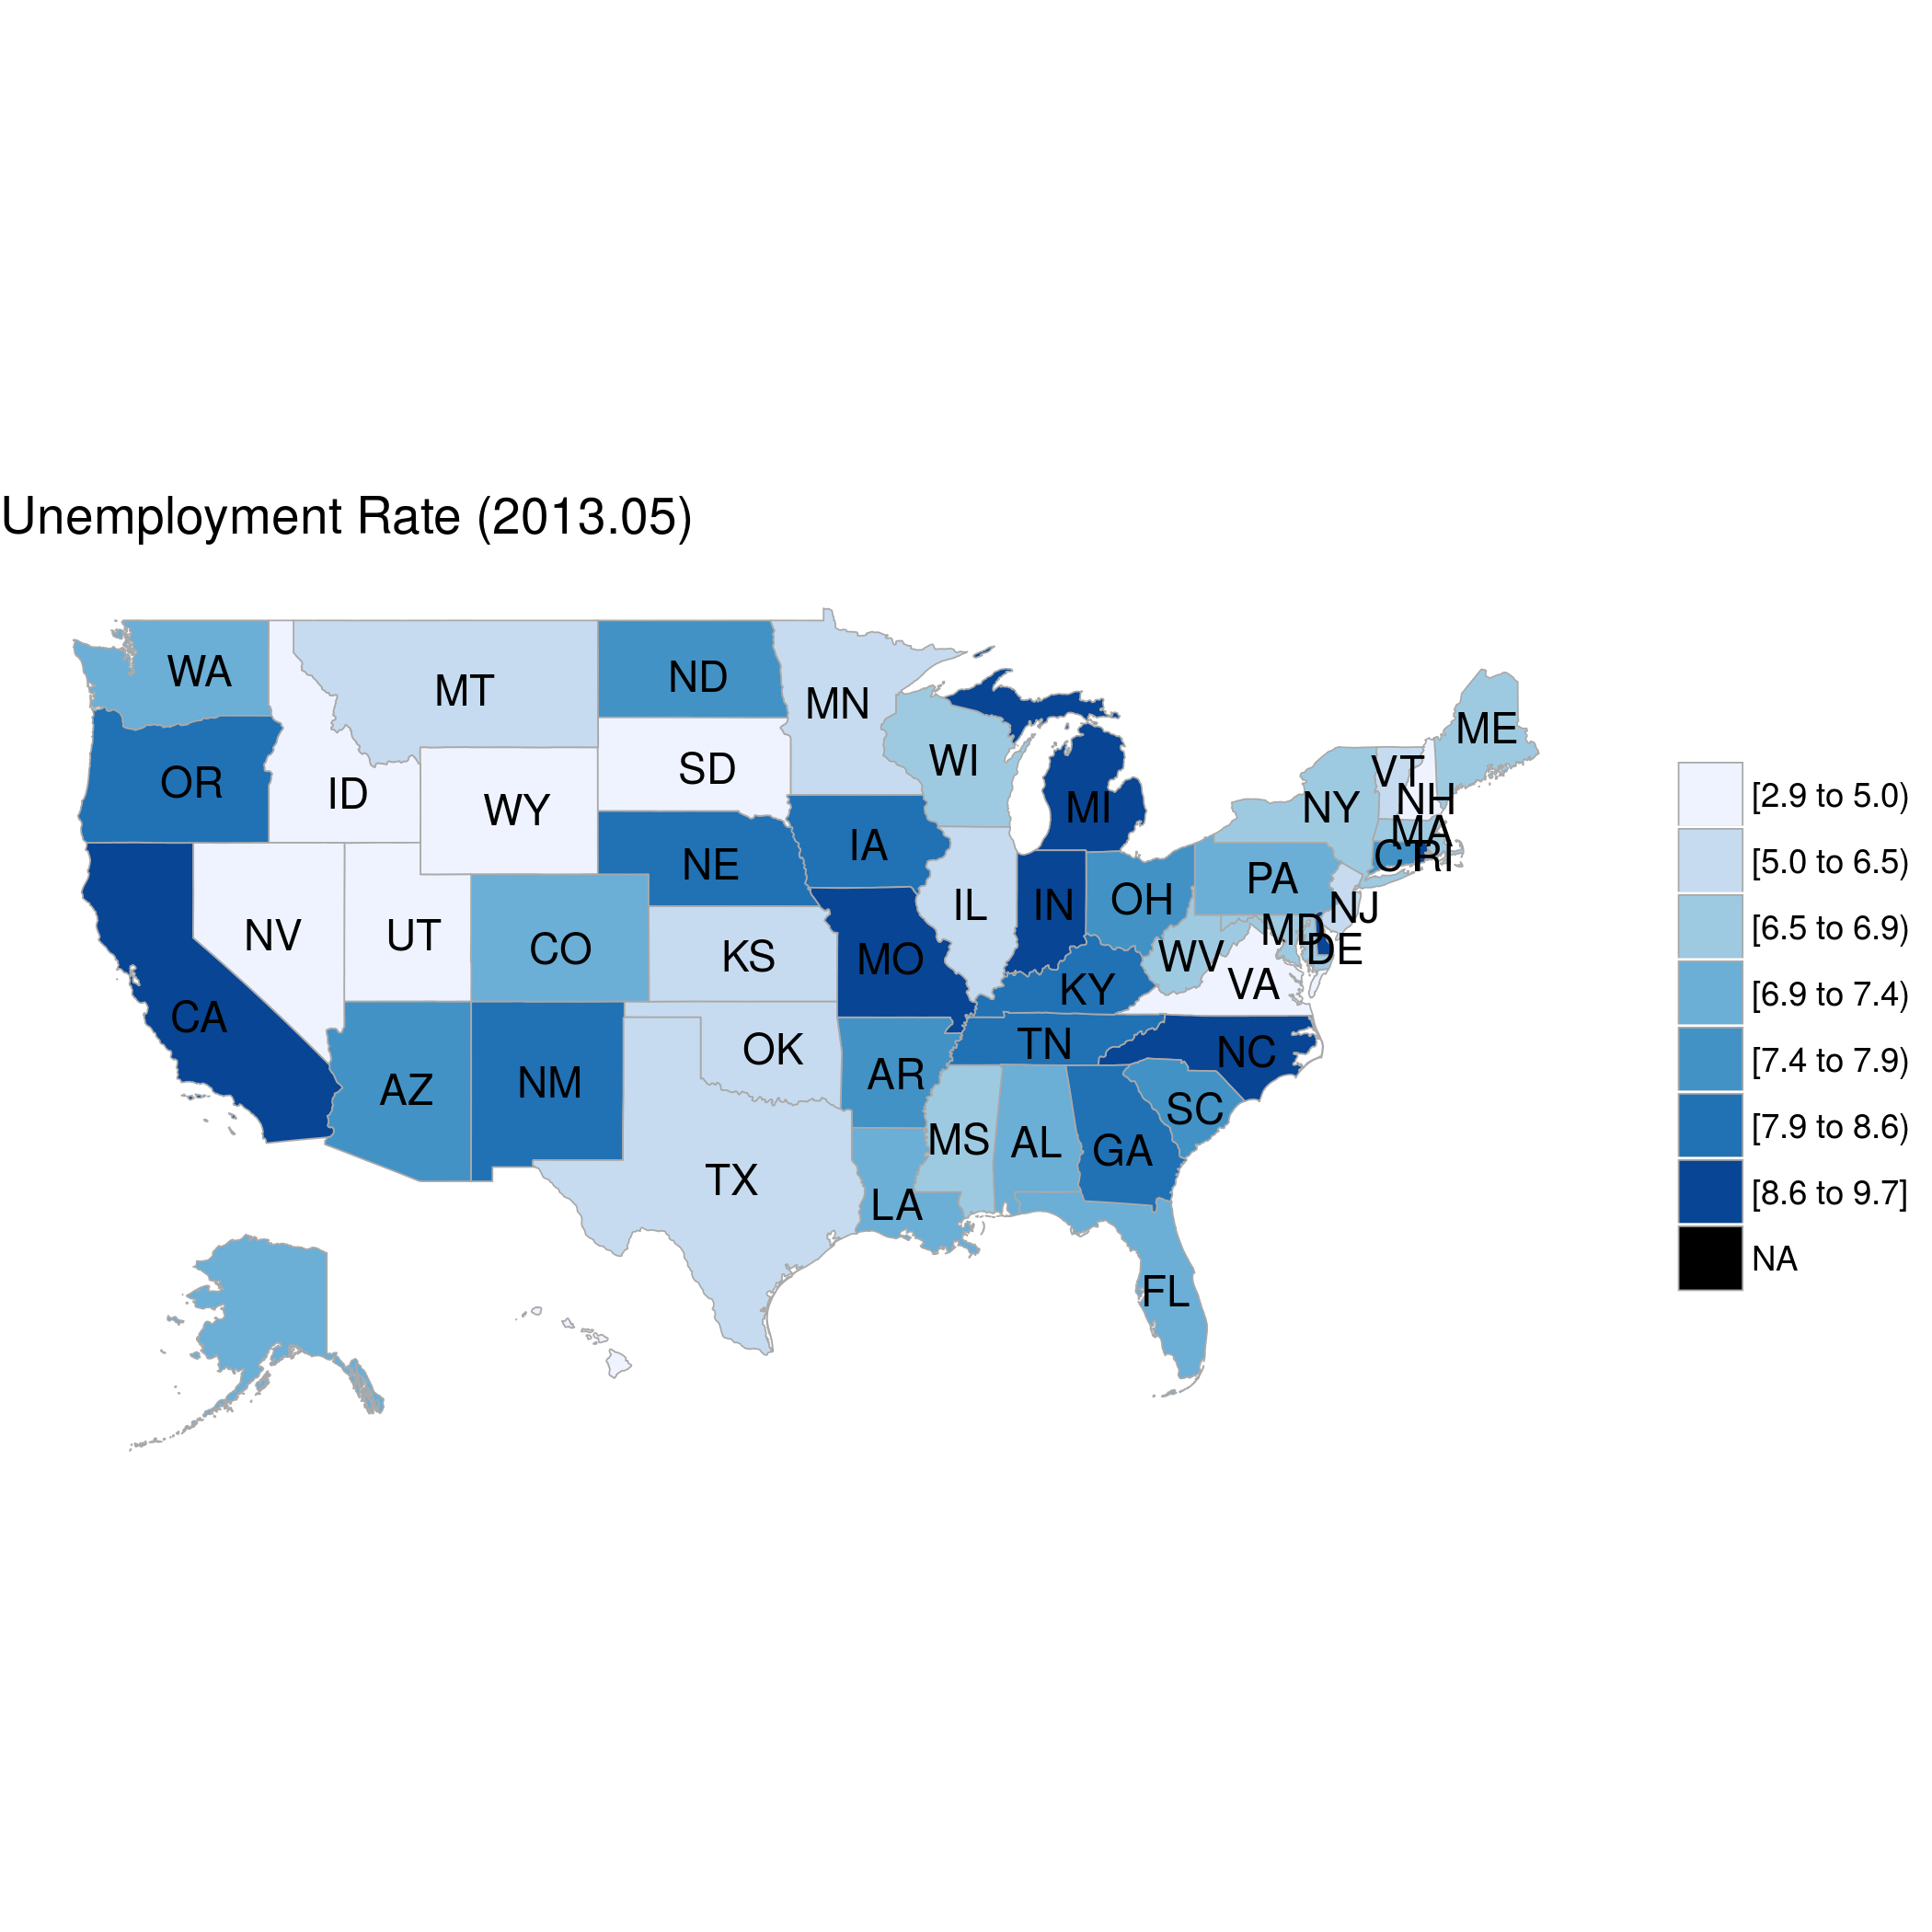 Unemployment Rate (2013.05)
WA
MT
ND
MN
ME
OR
ID
WY
SD
WI
MI
NY
VT
NH
MA
CT
RI
NE
IA
PA
NJ
NV
UT
CO
KS
MO
IL
IN
OH
WV
MD
DE
VA
KY
CA
AZ
NM
OK
AR
TN
NC
SC
TX
LA
MS
AL
GA
FL
[2.9 to 5.0)
[5.0 to 6.5)
[6.5 to 6.9)
[6.9 to 7.4)
[7.4 to 7.9)
[7.9 to 8.6)
[8.6 to 9.7]
NA